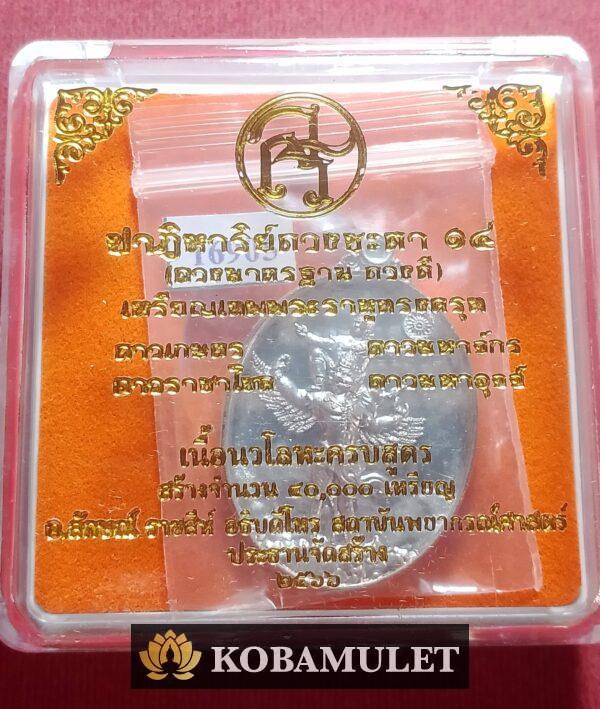 ปาฏิหาริย์ดวงชะตา ๑๔
16905
(ดวงมาตรฐาน ดวงดี)
เหรียญเทพพระราหูทรงครุฑ
ดาวเกษตร ดาวมหาจักร
ดาวราชาโชค ดาวมหาอุจจ์
เนื้อนวโลหะครบสูตร
สร้างจำนวน ๔๐,๐๐๐ เหรียญ
อ.ลักษณ์ ราชสีห์ อธิบดีโหร สถาบันพยากรณ์ศาสตร์
ประธานจัดสร้าง
๒๕๖๖
KOBAMULET